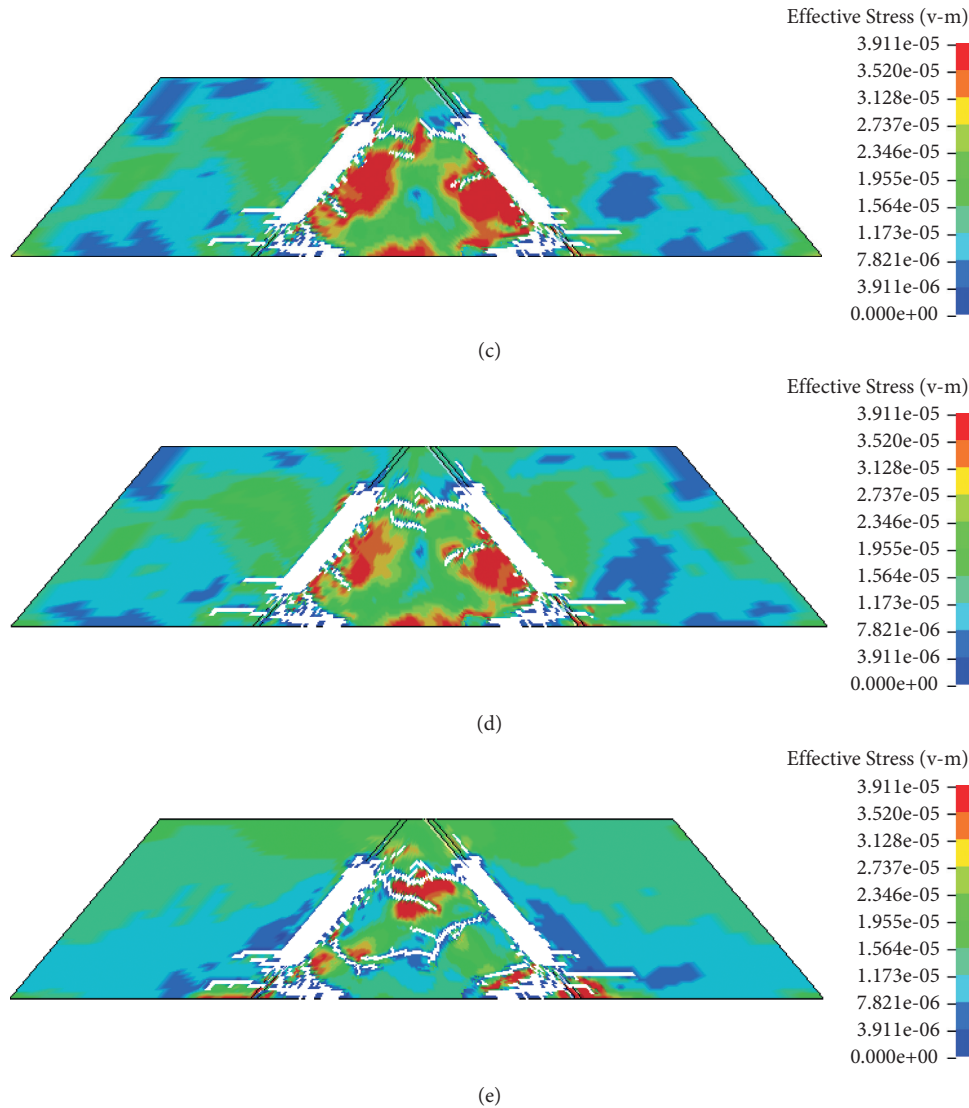 Effective Stress (v-m)
3.911e-05
3.520e-05
3.128e-05
2.737e-05
2.346e-05
1.955e-05
1.564e-05
1.173e-05
7.821e-06
3.911e-06
0.000e+00
(c)
Effective Stress (v-m)
3.911e-05
3.520e-05
3.128e-05
2.737e-05
2.346e-05
1.955e-05
1.564e-05
1.173e-05
7.821e-06
3.911e-06
0.000e+00
(d)
Effective Stress (v-m)
3.911e-05
3.520e-05
3.128e-05
2.737e-05
2.346e-05
1.955e-05
1.564e-05
1.173e-05
7.821e-06
3.911e-06
0.000e+00
(e)